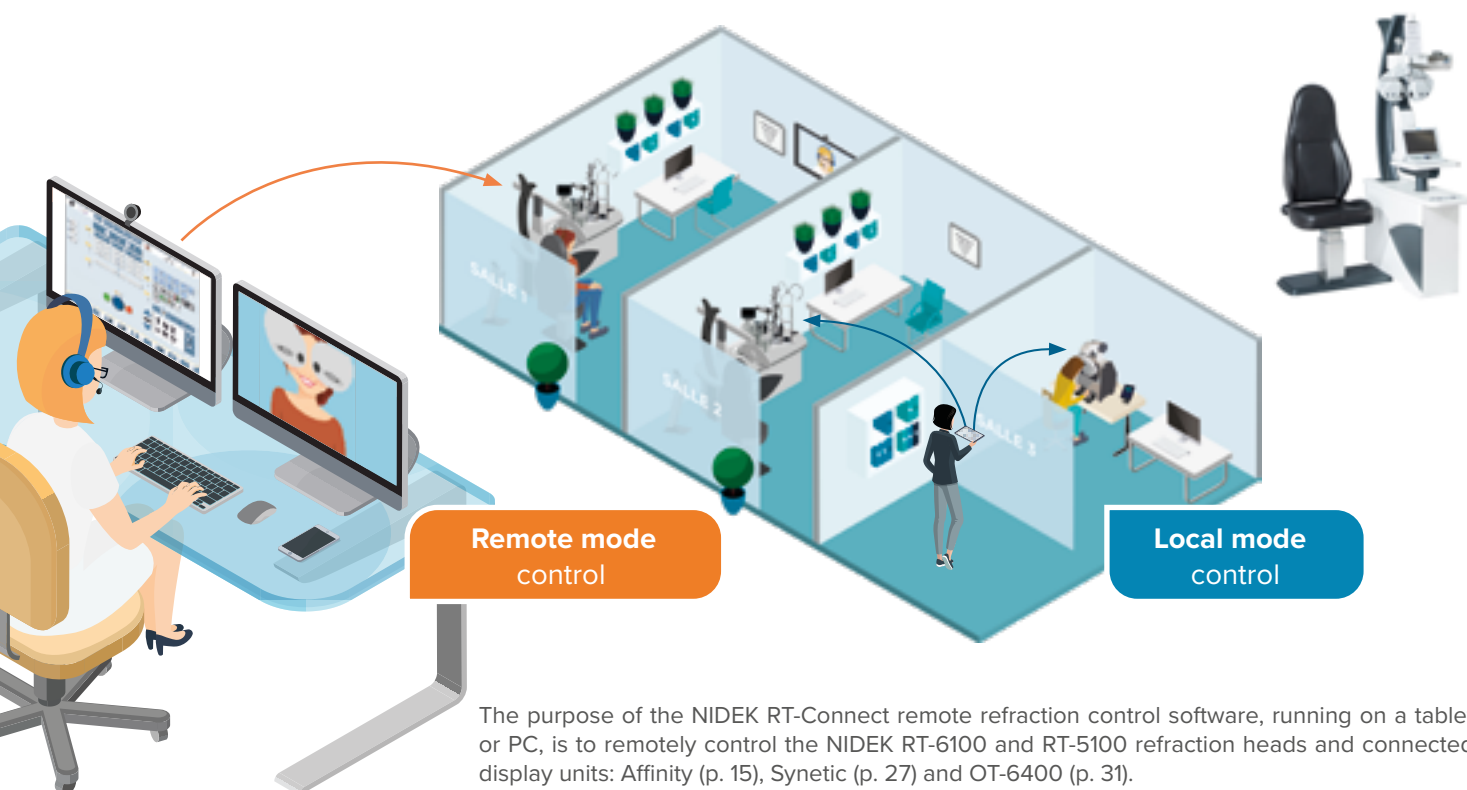 SALLE 1
SALLE 2
SALLE 3
Remote mode
control
Local mode
control
The purpose of the NIDEK RT-Connect remote refraction control software, running on a table
or PC, is to remotely control the NIDEK RT-6100 and RT-5100 refraction heads and connected
display units: Affinity (p. 15), Synetic (p. 27) and OT-6400 (p. 31).